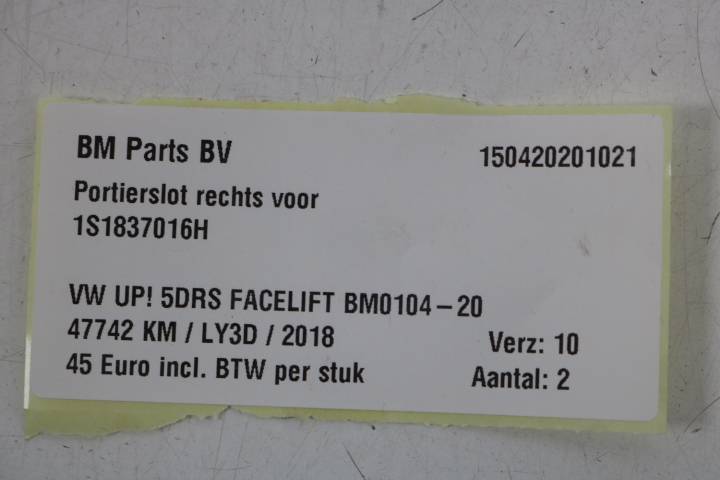 BM Parts BV 150420201021
Portierslot rechts voor
1S1837016H
VW UP! 5DRS FACELIFT BM0104-20
47742 KM / LY3D / 2018 Verz: 10
45 Euro incl. BTW per stuk Aantal: 2